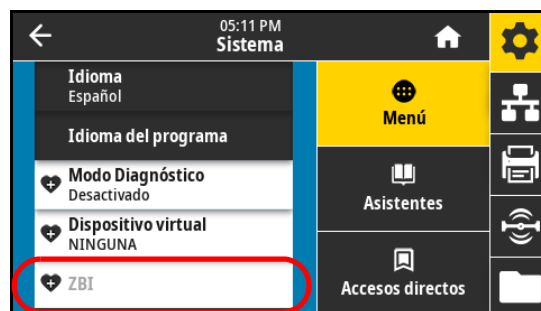 05:11 PM
Sistema
Idioma
Español
Idioma del programa
Modo Diagnóstico
Desactivado
Dispositivo virtual
NINGUNA
ZBI
Menú
Asistentes
Accesos directos